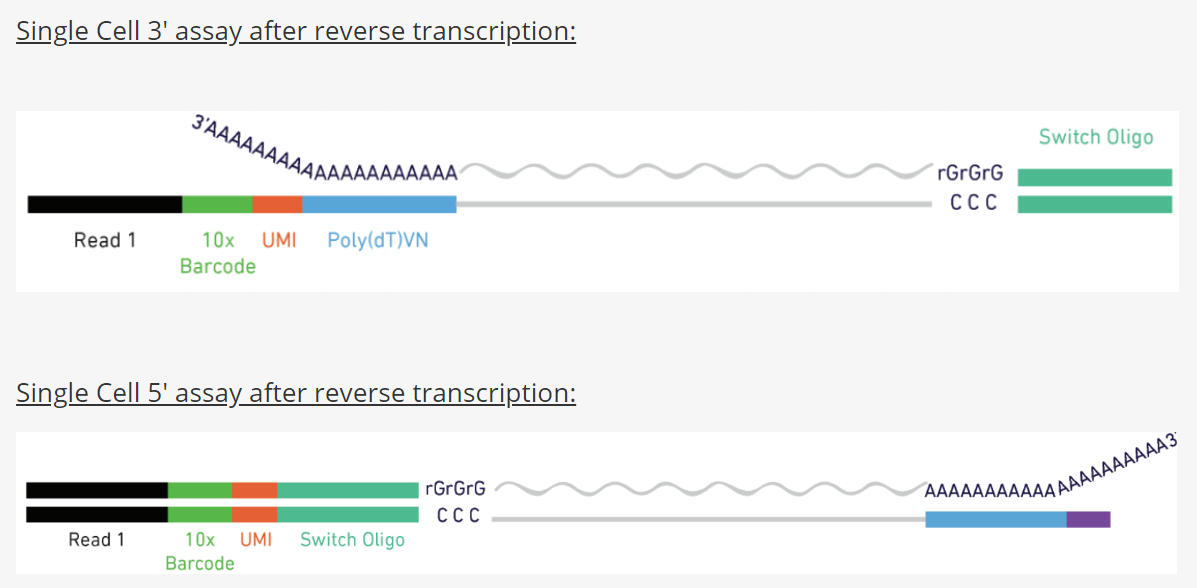 Single Cell 3' assay after reverse transcription:
3'AAAAAAAAAAAAAAAAAAAAA
Switch Oligo
rGrGrG
CCC
Read 1
10x
Barcode
UMI
Poly(dT)VN
Single Cell 5' assay after reverse transcription:
rGrGrG
AAAAAAAAAAAAAAAAAAAAA3'
CCC
Read 1
10x
Barcode
UMI
Switch Oligo